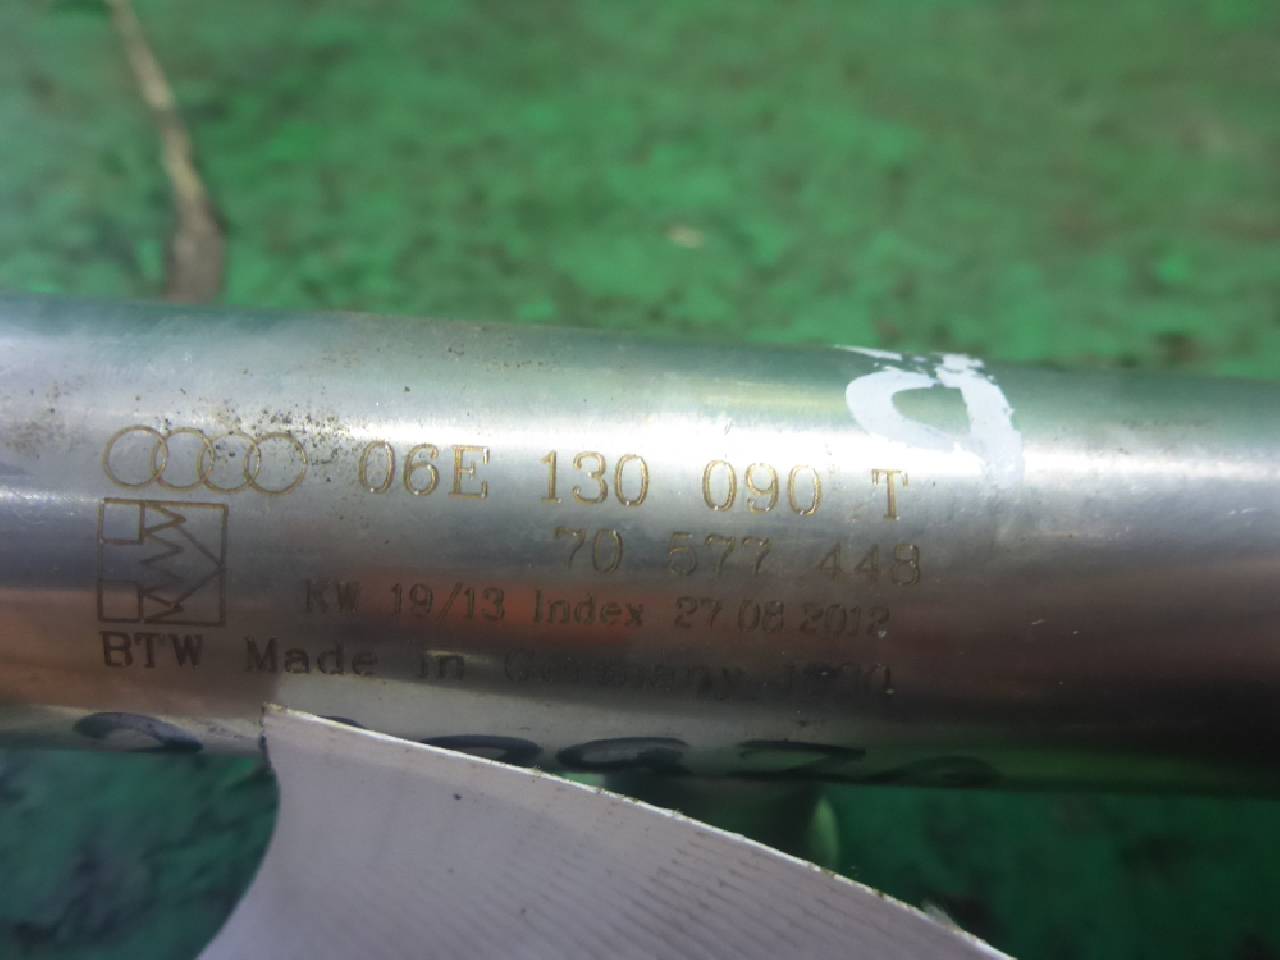 06E 130 090 T
70 577 448
KW 19/13 Index 27 08 2012
BTW Made in Germany